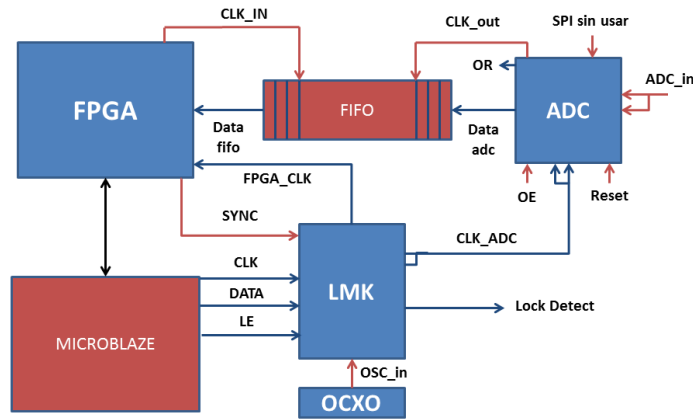 CLK_IN
CLK_out
SPI sin usar
OR
ADC_in
FPGA
FIFO
ADC
Data
fifo
Data
adc
FPGA_CLK
OE
Reset
SYNC
CLK_ADC
CLK
DATA
LMK
Lock Detect
LE
MICROBLAZE
OSC_in
OCXO